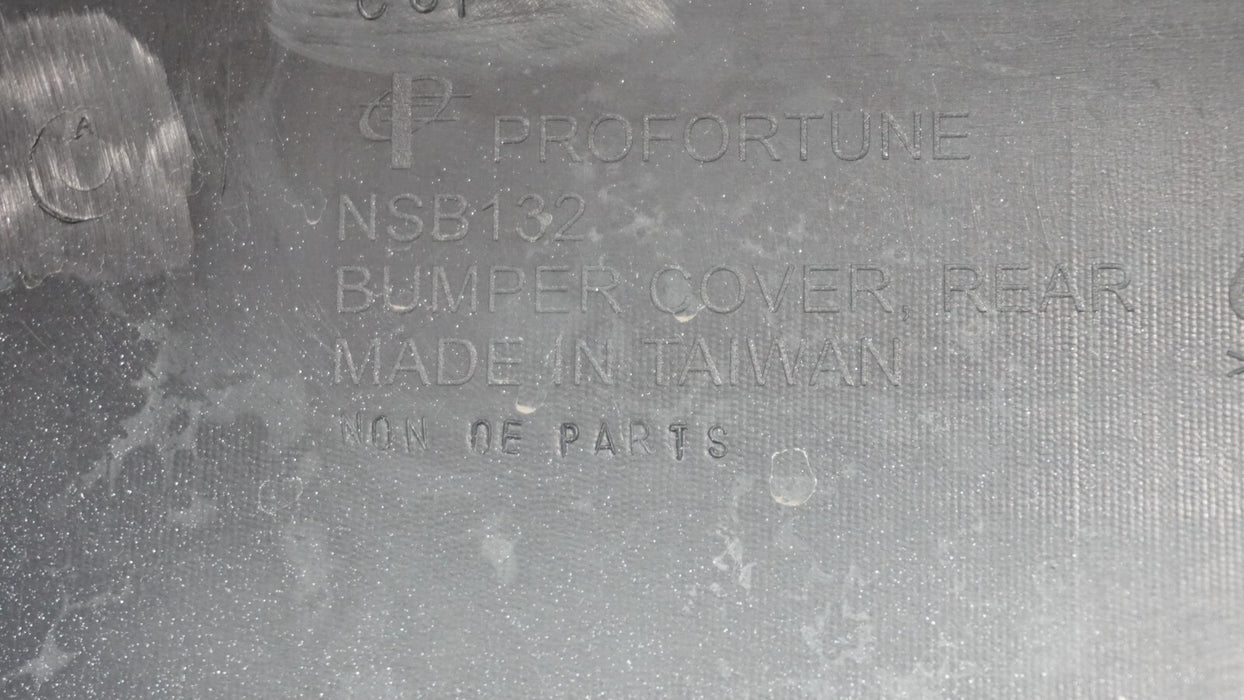 PROFORTUNE
NSB132
BUMPER COVER, REAR
MADE IN TAIWAN
NON OE PARTS
A